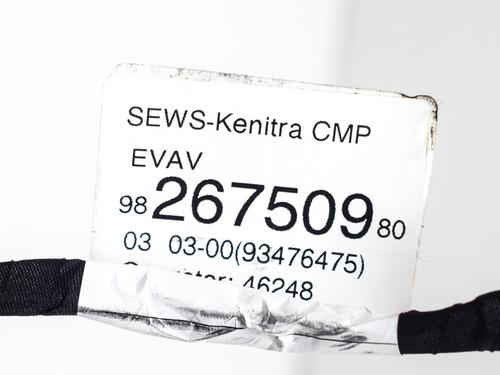 SEWS-Kenitra CMP
EVAV
98 267509 80
03 03-00(93476475)
46248